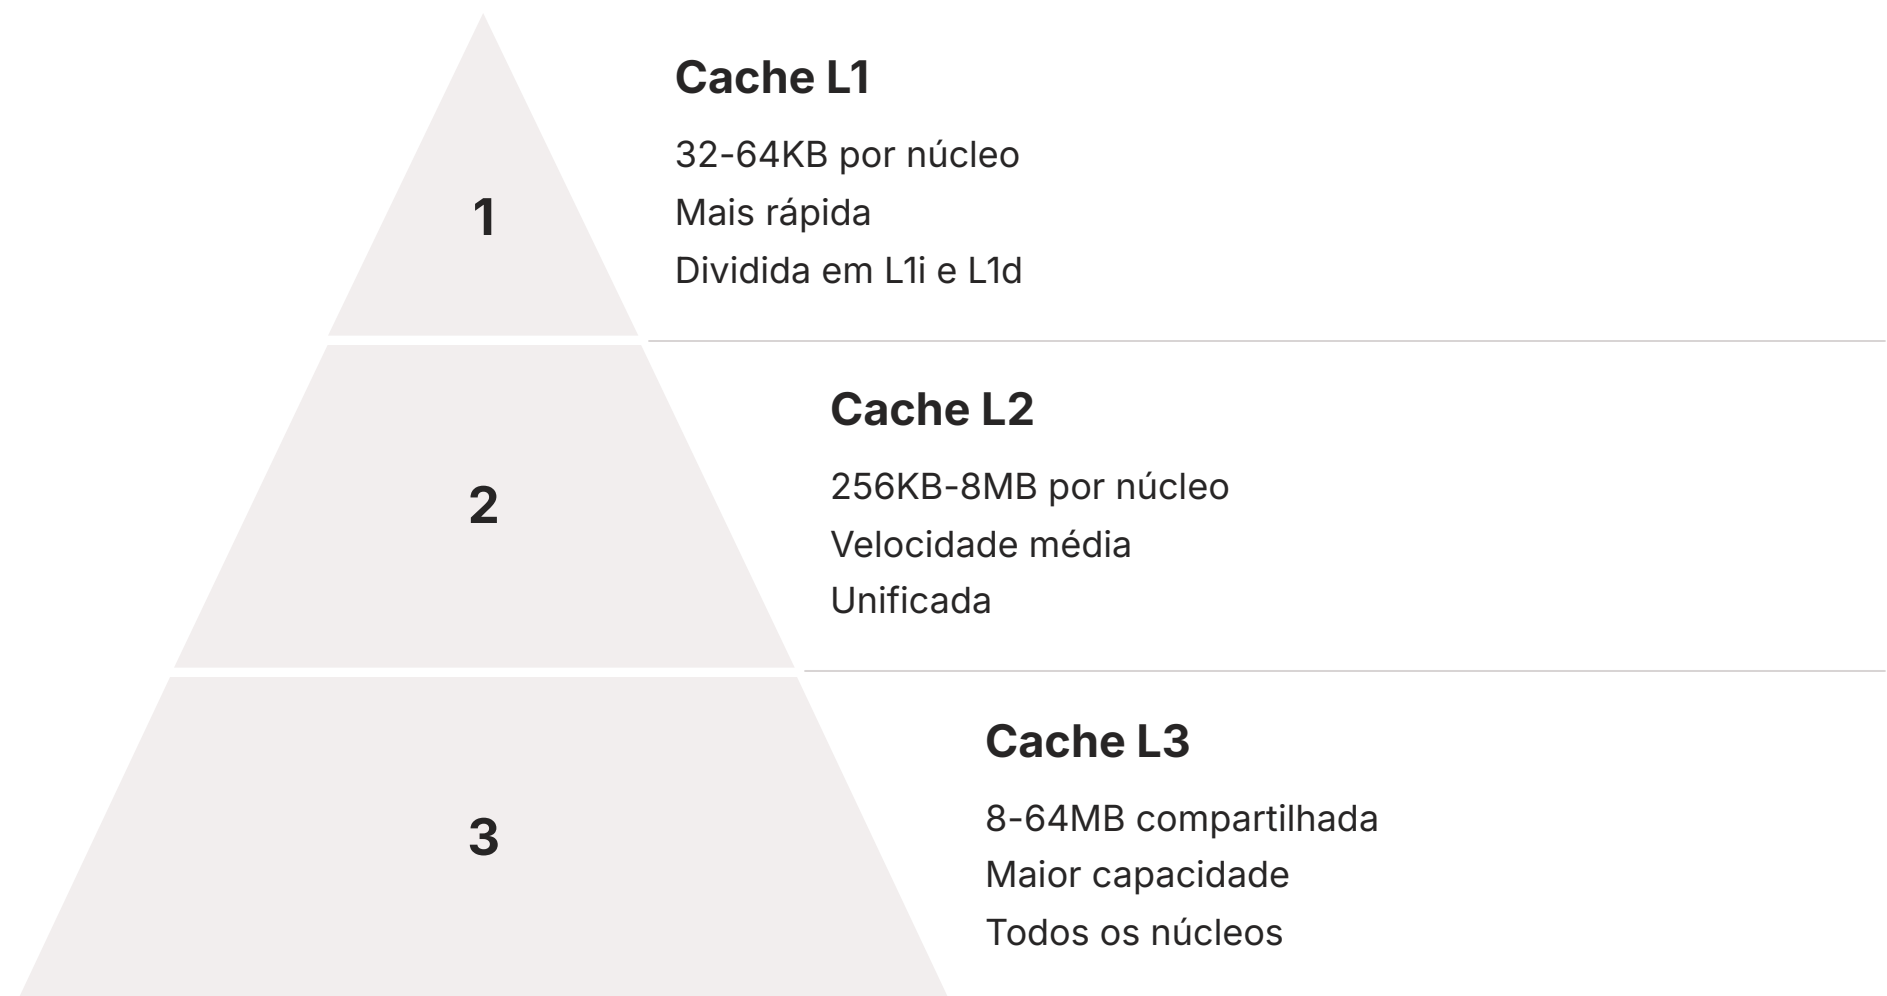 Cache L1
32-64KB por núcleo
Mais rápida
Dividida em L1i e L1d
1
Cache L2
256KB-8MB por núcleo
Velocidade média
Unificada
2
Cache L3
8-64MB compartilhada
Maior capacidade
Todos os núcleos
3